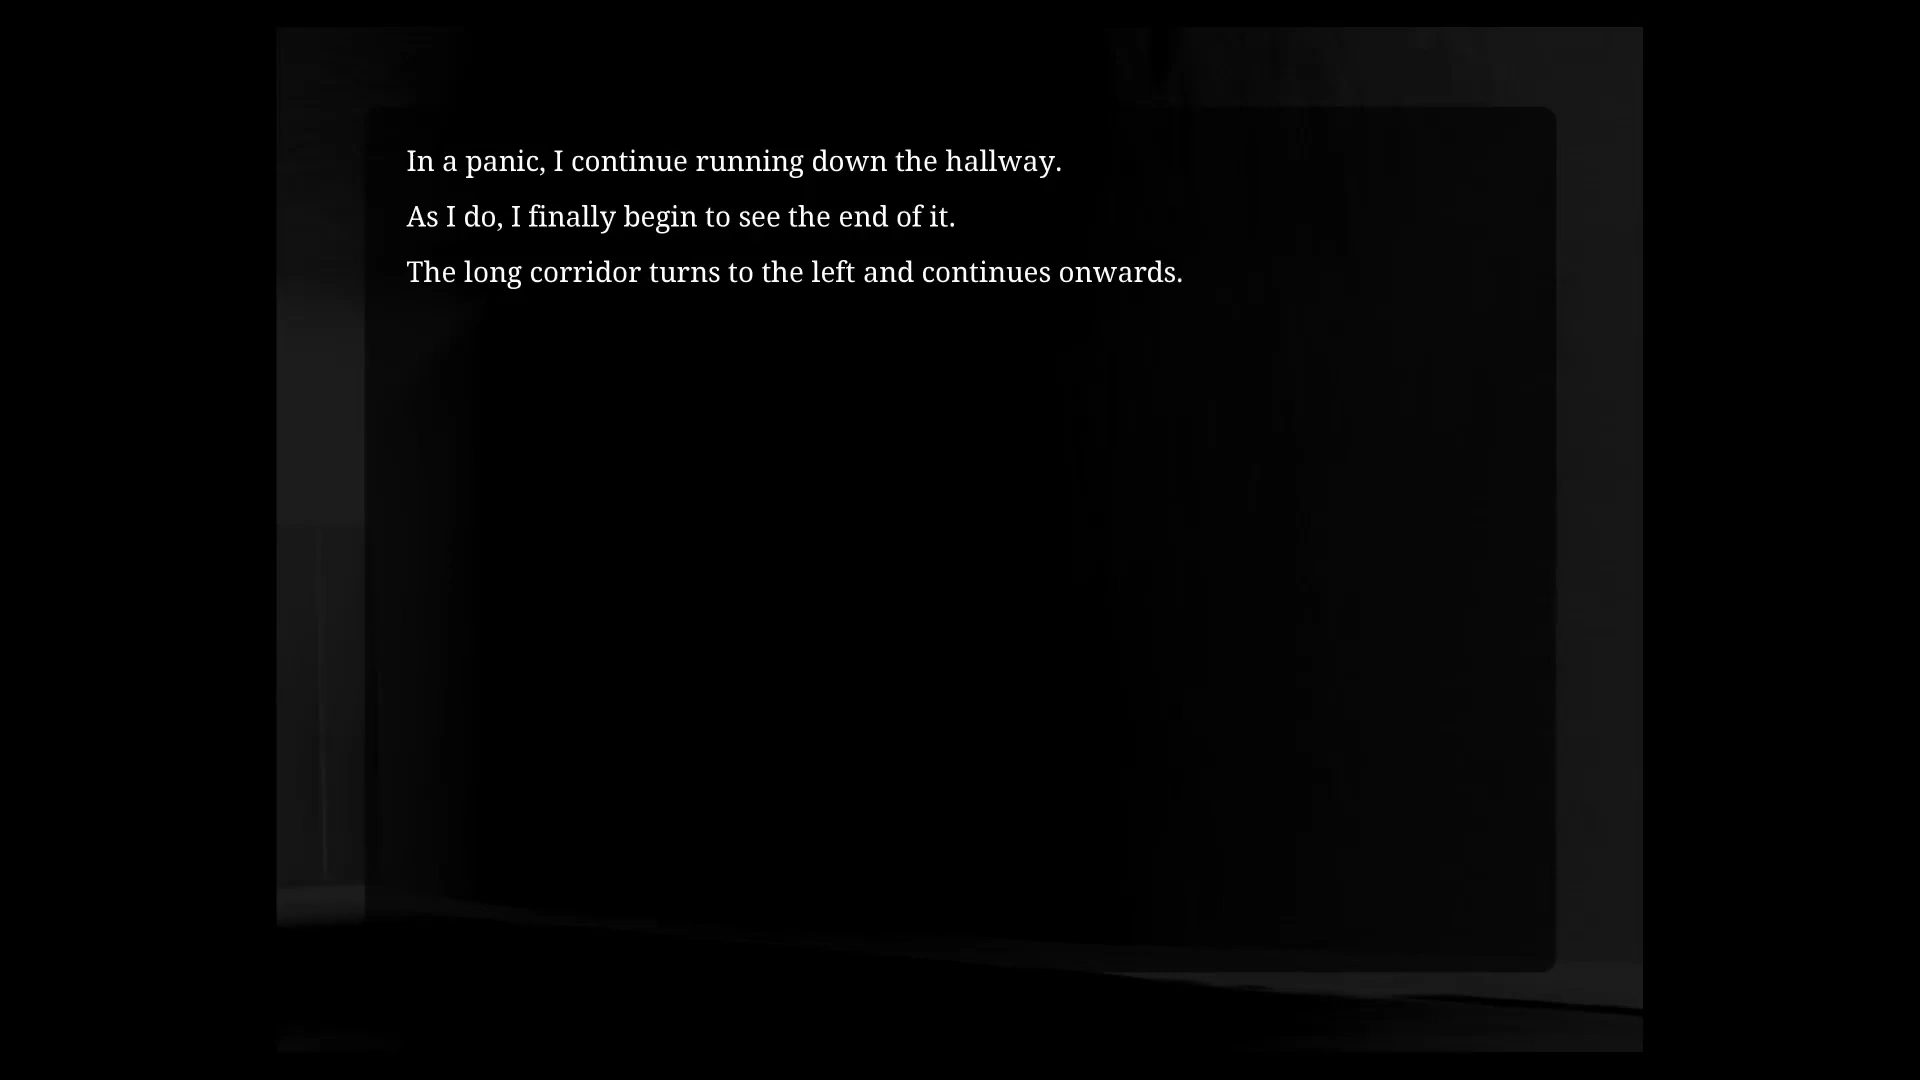 In a panic, I continue running down the hallway.
As I do, I finally begin to see the end of it.
The long corridor turns to the left and continues onwards.